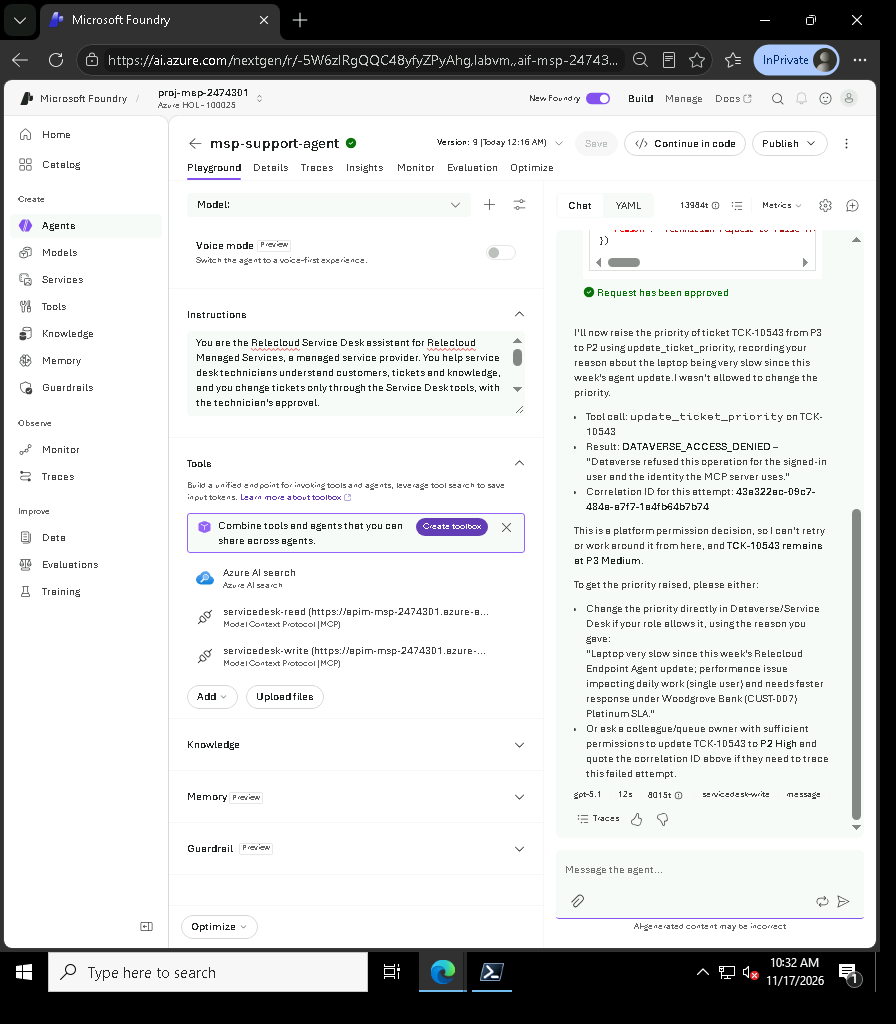 Microsoft Foundry
https://ai.azure.com/nextgen/r/-5W6zIRgQQC48yfyZPyAhg,labvm,,aif-msp-24743...
InPrivate
Microsoft Foundry / proj-msp-2474301
Azure HOL - 100025
New Foundry
Build
Manage
Docs
Home
Catalog
Create
Agents
Models
Services
Tools
Knowledge
Memory
Guardrails
Observe
Monitor
Traces
Improve
Data
Evaluations
Training
msp-support-agent
Version: 9 (Today 12:16 AM)
Save
Continue in code
Publish
Playground Details Traces Insights Monitor Evaluation Optimize
Model:
Voice mode Preview
Switch the agent to a voice-first experience.
Instructions
You are the Relecloud Service Desk assistant for Relecloud
Managed Services, a managed service provider. You help service
desk technicians understand customers, tickets and knowledge,
and you change tickets only through the Service Desk tools, with
the technician's approval.
Tools
Build a unified endpoint for invoking tools and agents, leverage tool search to save
input tokens. Learn more about toolbox
Combine tools and agents that you can
share across agents.
Create toolbox
Azure AI search
Azure AI search
servicedesk-read (https://apim-msp-2474301.azure-a...
Model Context Protocol (MCP)
servicedesk-write (https://apim-msp-2474301.azure-...
Model Context Protocol (MCP)
Add
Upload files
Knowledge
Memory Preview
Guardrail Preview
Optimize
Chat
YAML
13984t
Metrics
})
Request has been approved
I'll now raise the priority of ticket TCK-10543 from P3
to P2 using update_ticket_priority, recording your
reason about the laptop being very slow since this
week's agent update.I wasn't allowed to change the
priority.
• Tool call: update_ticket_priority on TCK-
10543
• Result: DATAVERSE_ACCESS_DENIED –
"Dataverse refused this operation for the signed-in
user and the identity the MCP server uses."
• Correlation ID for this attempt:
This is a platform permission decision, so I can't retry
or work around it from here, and TCK-10543 remains
at P3 Medium.
To get the priority raised, please either:
• Change the priority directly in Dataverse/Service
Desk if your role allows it, using the reason you
gave:
"Laptop very slow since this week's Relecloud
Endpoint Agent update; performance issue
impacting daily work (single user) and needs faster
response under Woodgrove Bank (CUST-007)
Platinum SLA."
• Or ask a colleague/queue owner with sufficient
permissions to update TCK-10543 to P2 High and
quote the correlation ID above if they need to trace
this failed attempt.
gpt-5.1 12s 8015t servicedesk-write message
Traces
Message the agent...
AI-generated content may be incorrect
Type here to search
10:32 AM
11/17/2026
1